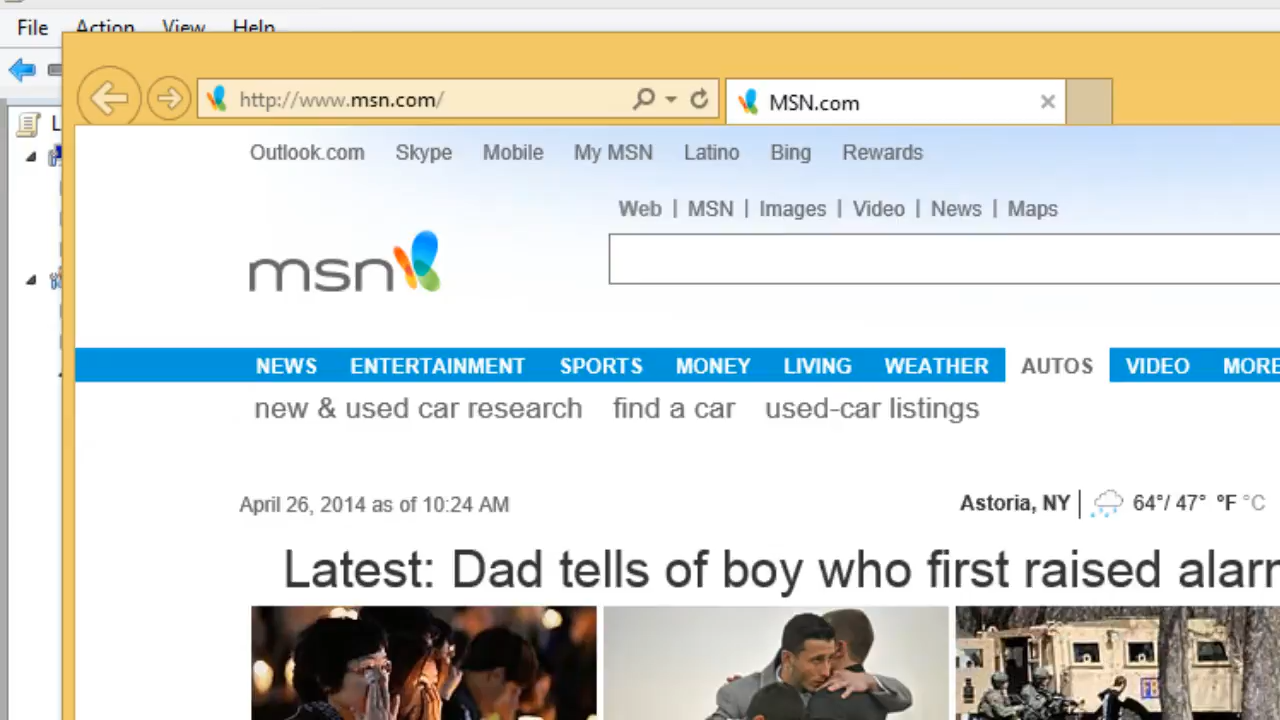 File Action View Help
http://www.msn.com/ MSN.com
L
Outlook.com Skype Mobile My MSN Latino Bing Rewards
Web | MSN | Images | Video | News | Maps
msn
NEWS ENTERTAINMENT SPORTS MONEY LIVING WEATHER AUTOS VIDEO MORE
new & used car research find a car used-car listings
April 26, 2014 as of 10:24 AM Astoria, NY | 64°/ 47° °F °C
Latest: Dad tells of boy who first raised
FB